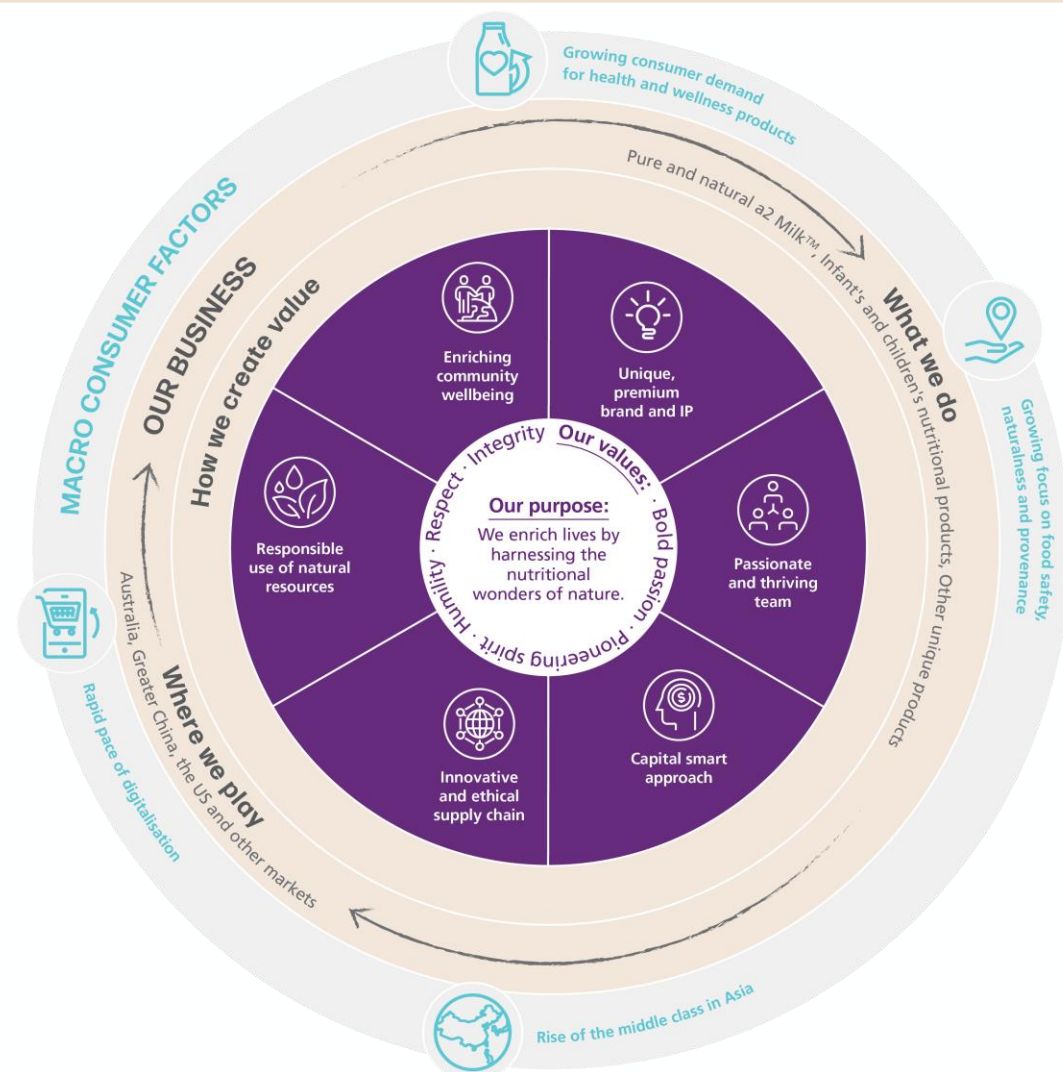 MACRO CONSUMER FACTORS
Growing consumer demand
for health and wellness products
Growing focus on food safety,
naturalness and provenance
Rise of the middle class in Asia
Rapid pace of digitalisation
OUR BUSINESS
What we do
Pure and natural a2 Milk™, Infant's and children's nutritional products, Other unique products
Where we play
Australia, Greater China, the US and other markets
How we create value
Unique,
premium
brand and IP
Passionate
and thriving
team
Capital smart
approach
Innovative
and ethical
supply chain
Responsible
use of natural
resources
Enriching
community
wellbeing
Our values: · Bold passion · Pioneering spirit · Humility · Respect · Integrity
Our purpose:
We enrich lives by
harnessing the
nutritional
wonders of nature.